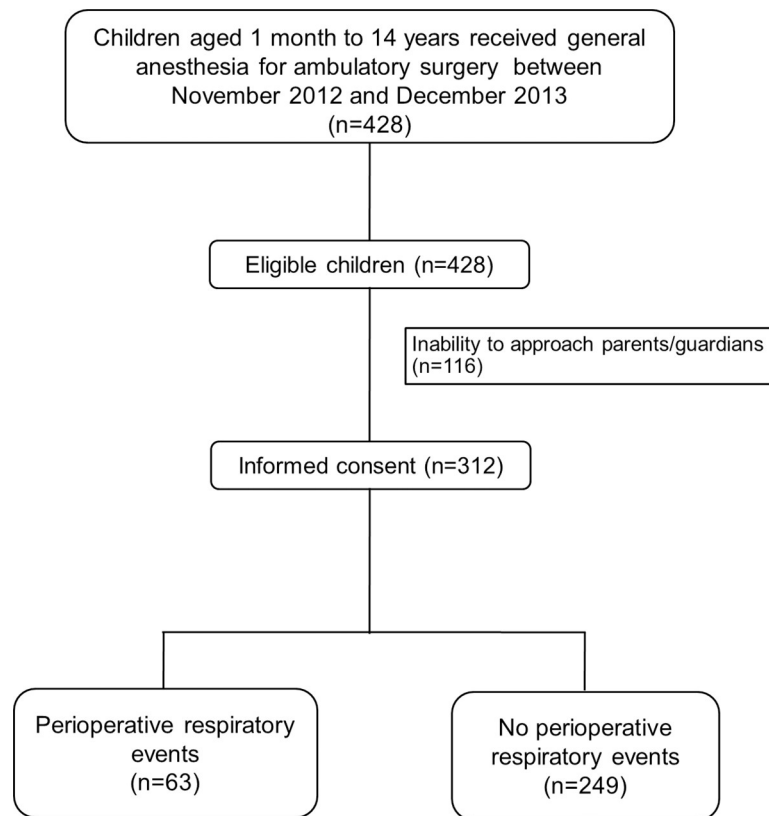 Children aged 1 month to 14 years received general
anesthesia for ambulatory surgery between
November 2012 and December 2013
(n=428)
Eligible children (n=428)
Inability to approach parents/guardians
(n=116)
Informed consent (n=312)
Perioperative respiratory
events
(n=63)
No perioperative
respiratory events
(n=249)